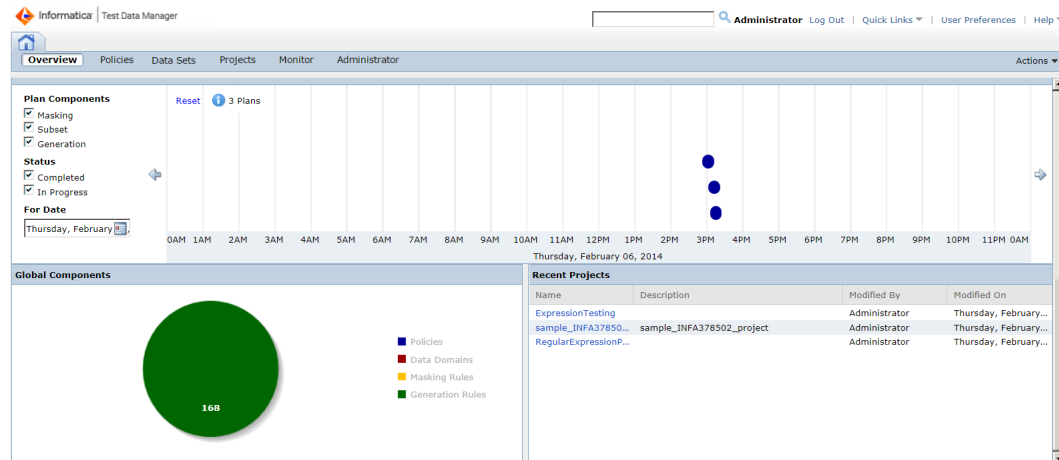 Informatica Test Data Manager
Administrator Log Out | Quick Links | User Preferences | Help
Overview Policies Data Sets Projects Monitor Administrator Actions
Plan Components
Reset 3 Plans
Masking
Subset
Generation
Status
Completed
In Progress
For Date
Thursday, February
0AM 1AM 2AM 3AM 4AM 5AM 6AM 7AM 8AM 9AM 10AM 11AM 12PM 1PM 2PM 3PM 4PM 5PM 6PM 7PM 8PM 9PM 10PM 11PM 0AM
Thursday, February 06, 2014
Global Components
168
Policies
Data Domains
Masking Rules
Generation Rules
Recent Projects
Name Description Modified By Modified On
ExpressionTesting Administrator Thursday, February...
sample_INFA37850... sample_INFA378502_project Administrator Thursday, February...
RegularExpressionP... Administrator Thursday, February...